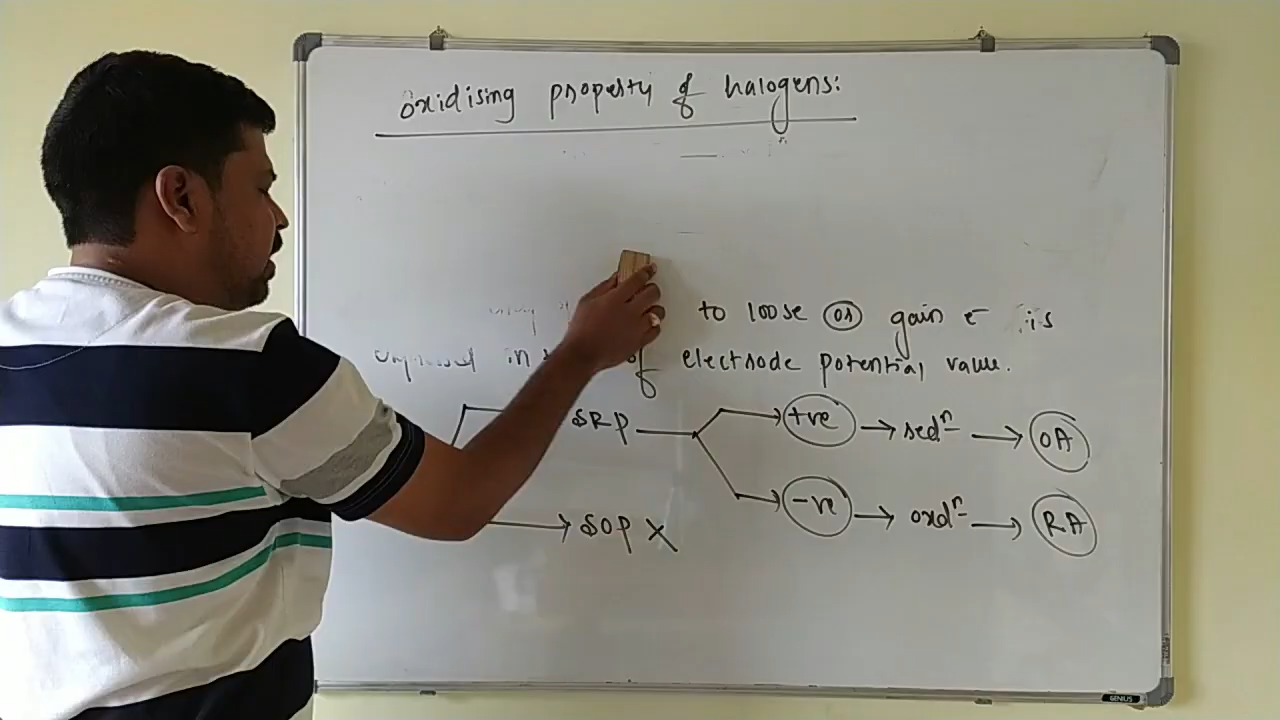 Oxidising property of halogens:
to loose (or) gain e⁻ is
in of electrode potential value.
SRP → +ve → redⁿ → OA
→ -ve → oxdⁿ → RA
→ SOP X
GENIUS